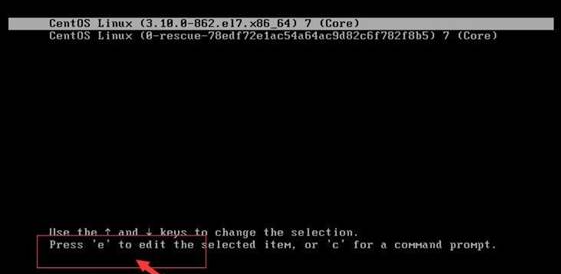 CentOS Linux (3.10.0-862.el7.x86_64) 7 (Core)
CentOS Linux (0-rescue-78edf72e1ac54a64ac9d82c6f782f8b5) 7 (Core)
Use the ↑ and ↓ keys to change the selection.
Press 'e' to edit the selected item, or 'c' for a command prompt.